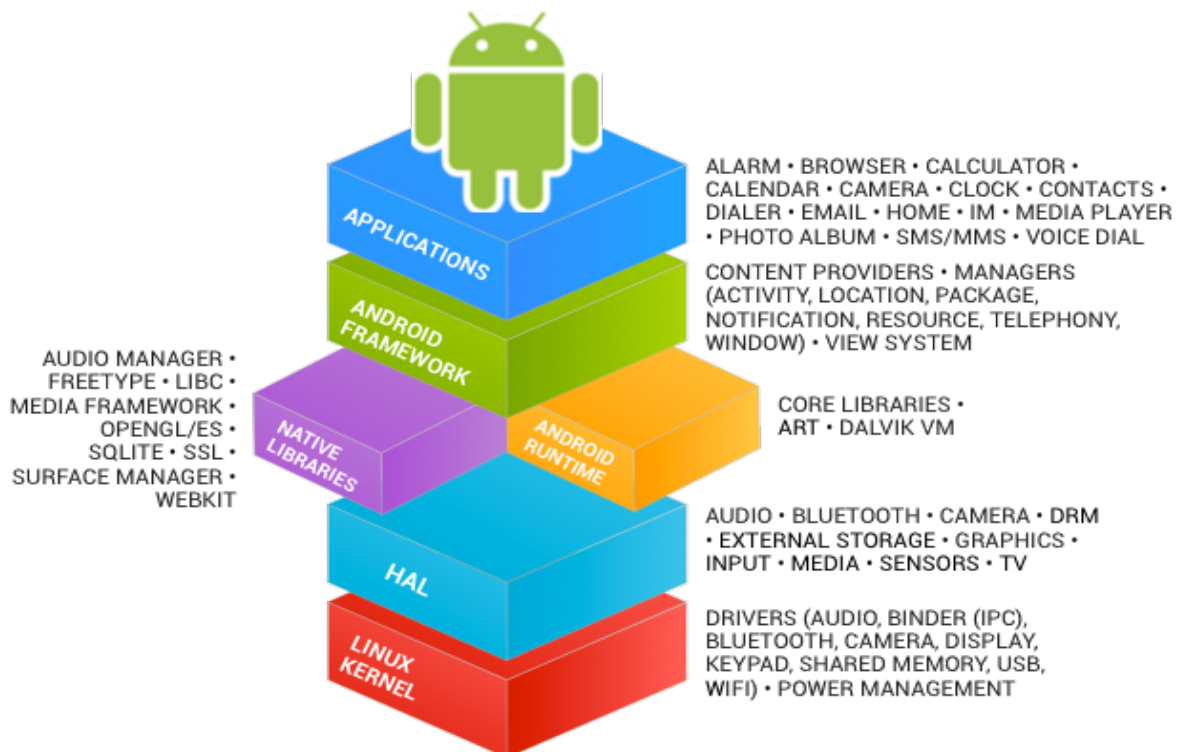 ALARM • BROWSER • CALCULATOR •
CALENDAR • CAMERA • CLOCK • CONTACTS •
DIALER • EMAIL • HOME • IM • MEDIA PLAYER
• PHOTO ALBUM • SMS/MMS • VOICE DIAL
APPLICATIONS
CONTENT PROVIDERS • MANAGERS
(ACTIVITY, LOCATION, PACKAGE,
NOTIFICATION, RESOURCE, TELEPHONY,
WINDOW) • VIEW SYSTEM
ANDROID
FRAMEWORK
AUDIO MANAGER •
FREETYPE • LIBC •
MEDIA FRAMEWORK •
OPENGL/ES •
SQLITE • SSL •
SURFACE MANAGER •
WEBKIT
NATIVE
LIBRARIES
ANDROID
RUNTIME
CORE LIBRARIES •
ART • DALVIK VM
AUDIO • BLUETOOTH • CAMERA • DRM
• EXTERNAL STORAGE • GRAPHICS •
INPUT • MEDIA • SENSORS • TV
HAL
DRIVERS (AUDIO, BINDER (IPC),
BLUETOOTH, CAMERA, DISPLAY,
KEYPAD, SHARED MEMORY, USB,
WIFI) • POWER MANAGEMENT
LINUX
KERNEL